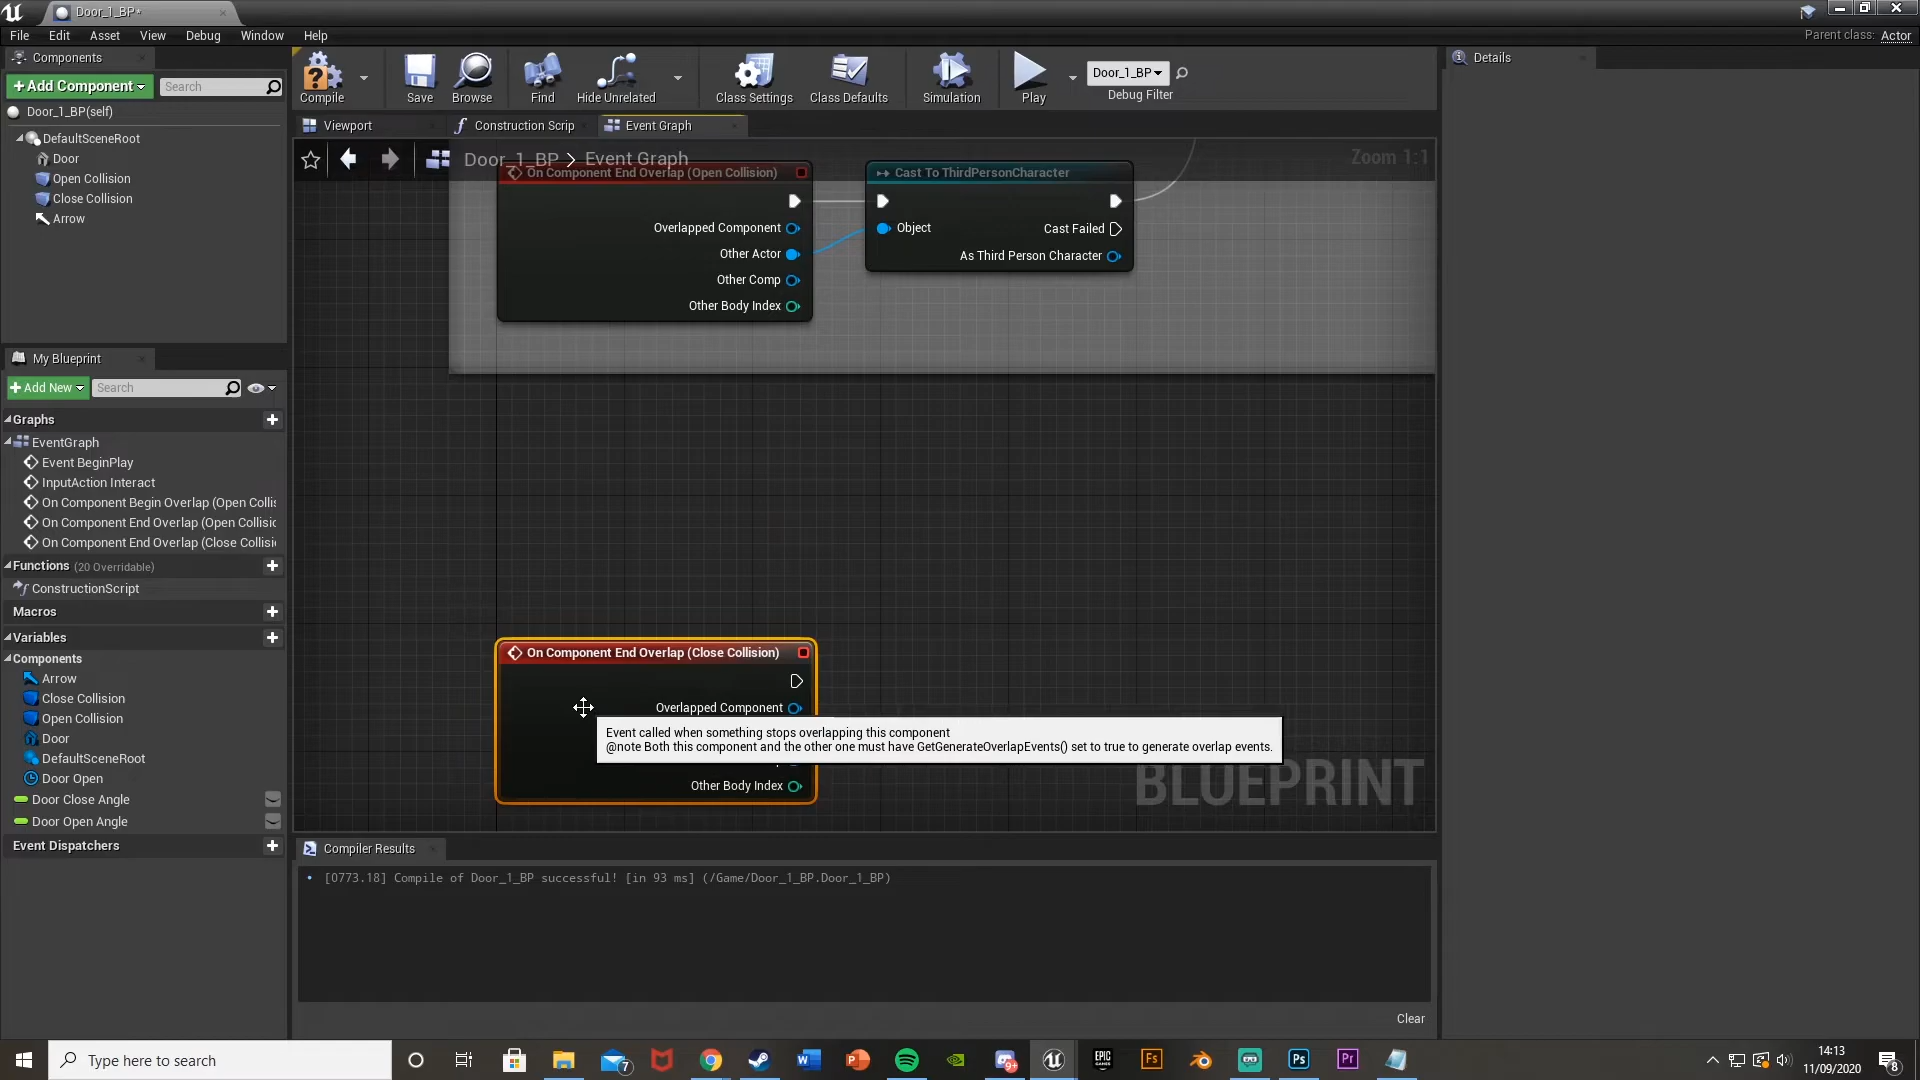 Door_1_BP*
File Edit Asset View Debug Window Help
Parent class: Actor
Components
Add Component
Search
Door_1_BP(self)
DefaultSceneRoot
Door
Open Collision
Close Collision
Arrow
Compile
Save
Browse
Find
Hide Unrelated
Class Settings
Class Defaults
Simulation
Play
Door_1_BP
Debug Filter
Details
Viewport
Construction Scrip
Event Graph
Door_1_BP > Event Graph
Zoom 1:1
On Component End Overlap (Open Collision)
Overlapped Component
Other Actor
Other Comp
Other Body Index
Cast To ThirdPersonCharacter
Object
Cast Failed
As Third Person Character
My Blueprint
Add New
Search
Graphs
EventGraph
Event BeginPlay
InputAction Interact
On Component Begin Overlap (Open Collis
On Component End Overlap (Open Collisic
On Component End Overlap (Close Collisi
Functions (20 Overridable)
ConstructionScript
Macros
Variables
Components
Arrow
Close Collision
Open Collision
Door
DefaultSceneRoot
Door Open
Door Close Angle
Door Open Angle
Event Dispatchers
On Component End Overlap (Close Collision)
Overlapped Component
Event called when something stops overlapping this component
@note Both this component and the other one must have GetGenerateOverlapEvents() set to true to generate overlap events.
Other Body Index
BLUEPRINT
Compiler Results
[0773.18] Compile of Door_1_BP successful! [in 93 ms] (/Game/Door_1_BP.Door_1_BP)
Clear
Type here to search
7
9+
EPIC GAMES
Fs
Ps
Pr
14:13
11/09/2020
8